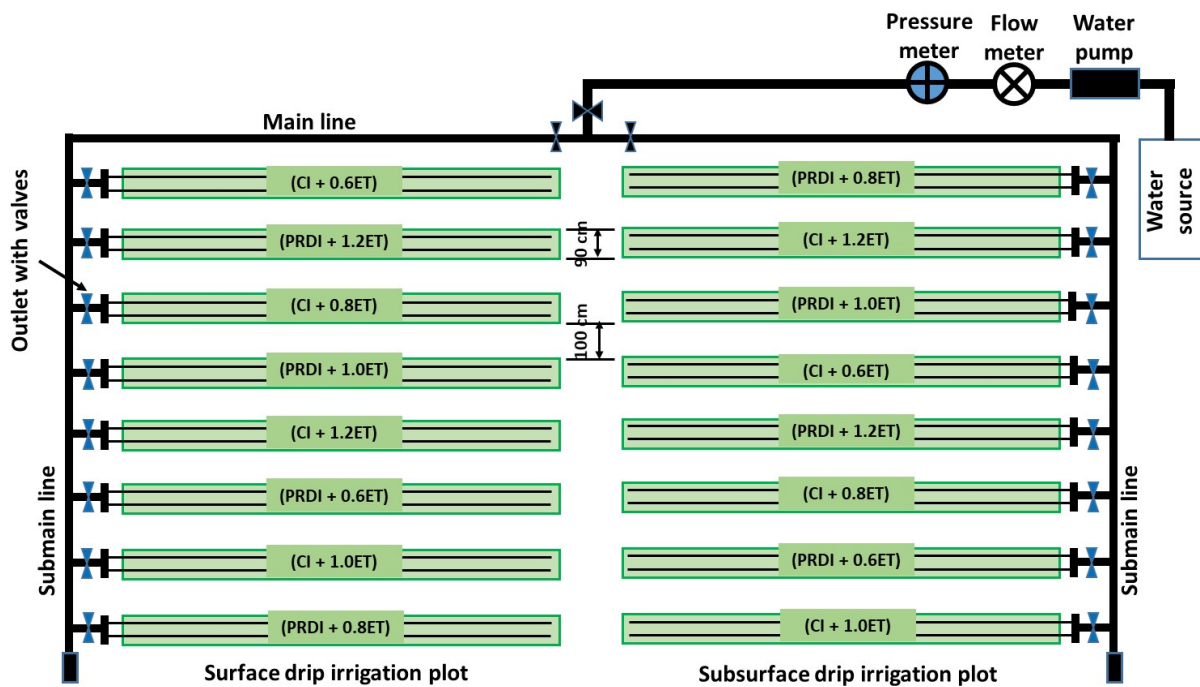 Pressure
meter
Flow
meter
Water
pump
Main line
Water
source
Outlet with valves
(CI + 0.6ET)
(PRDI + 1.2ET)
(CI + 0.8ET)
(PRDI + 1.0ET)
(CI + 1.2ET)
(PRDI + 0.6ET)
(CI + 1.0ET)
(PRDI + 0.8ET)
90 cm
100 cm
(PRDI + 0.8ET)
(CI + 1.2ET)
(PRDI + 1.0ET)
(CI + 0.6ET)
(PRDI + 1.2ET)
(CI + 0.8ET)
(PRDI + 0.6ET)
(CI + 1.0ET)
Submain line
Submain line
Surface drip irrigation plot
Subsurface drip irrigation plot